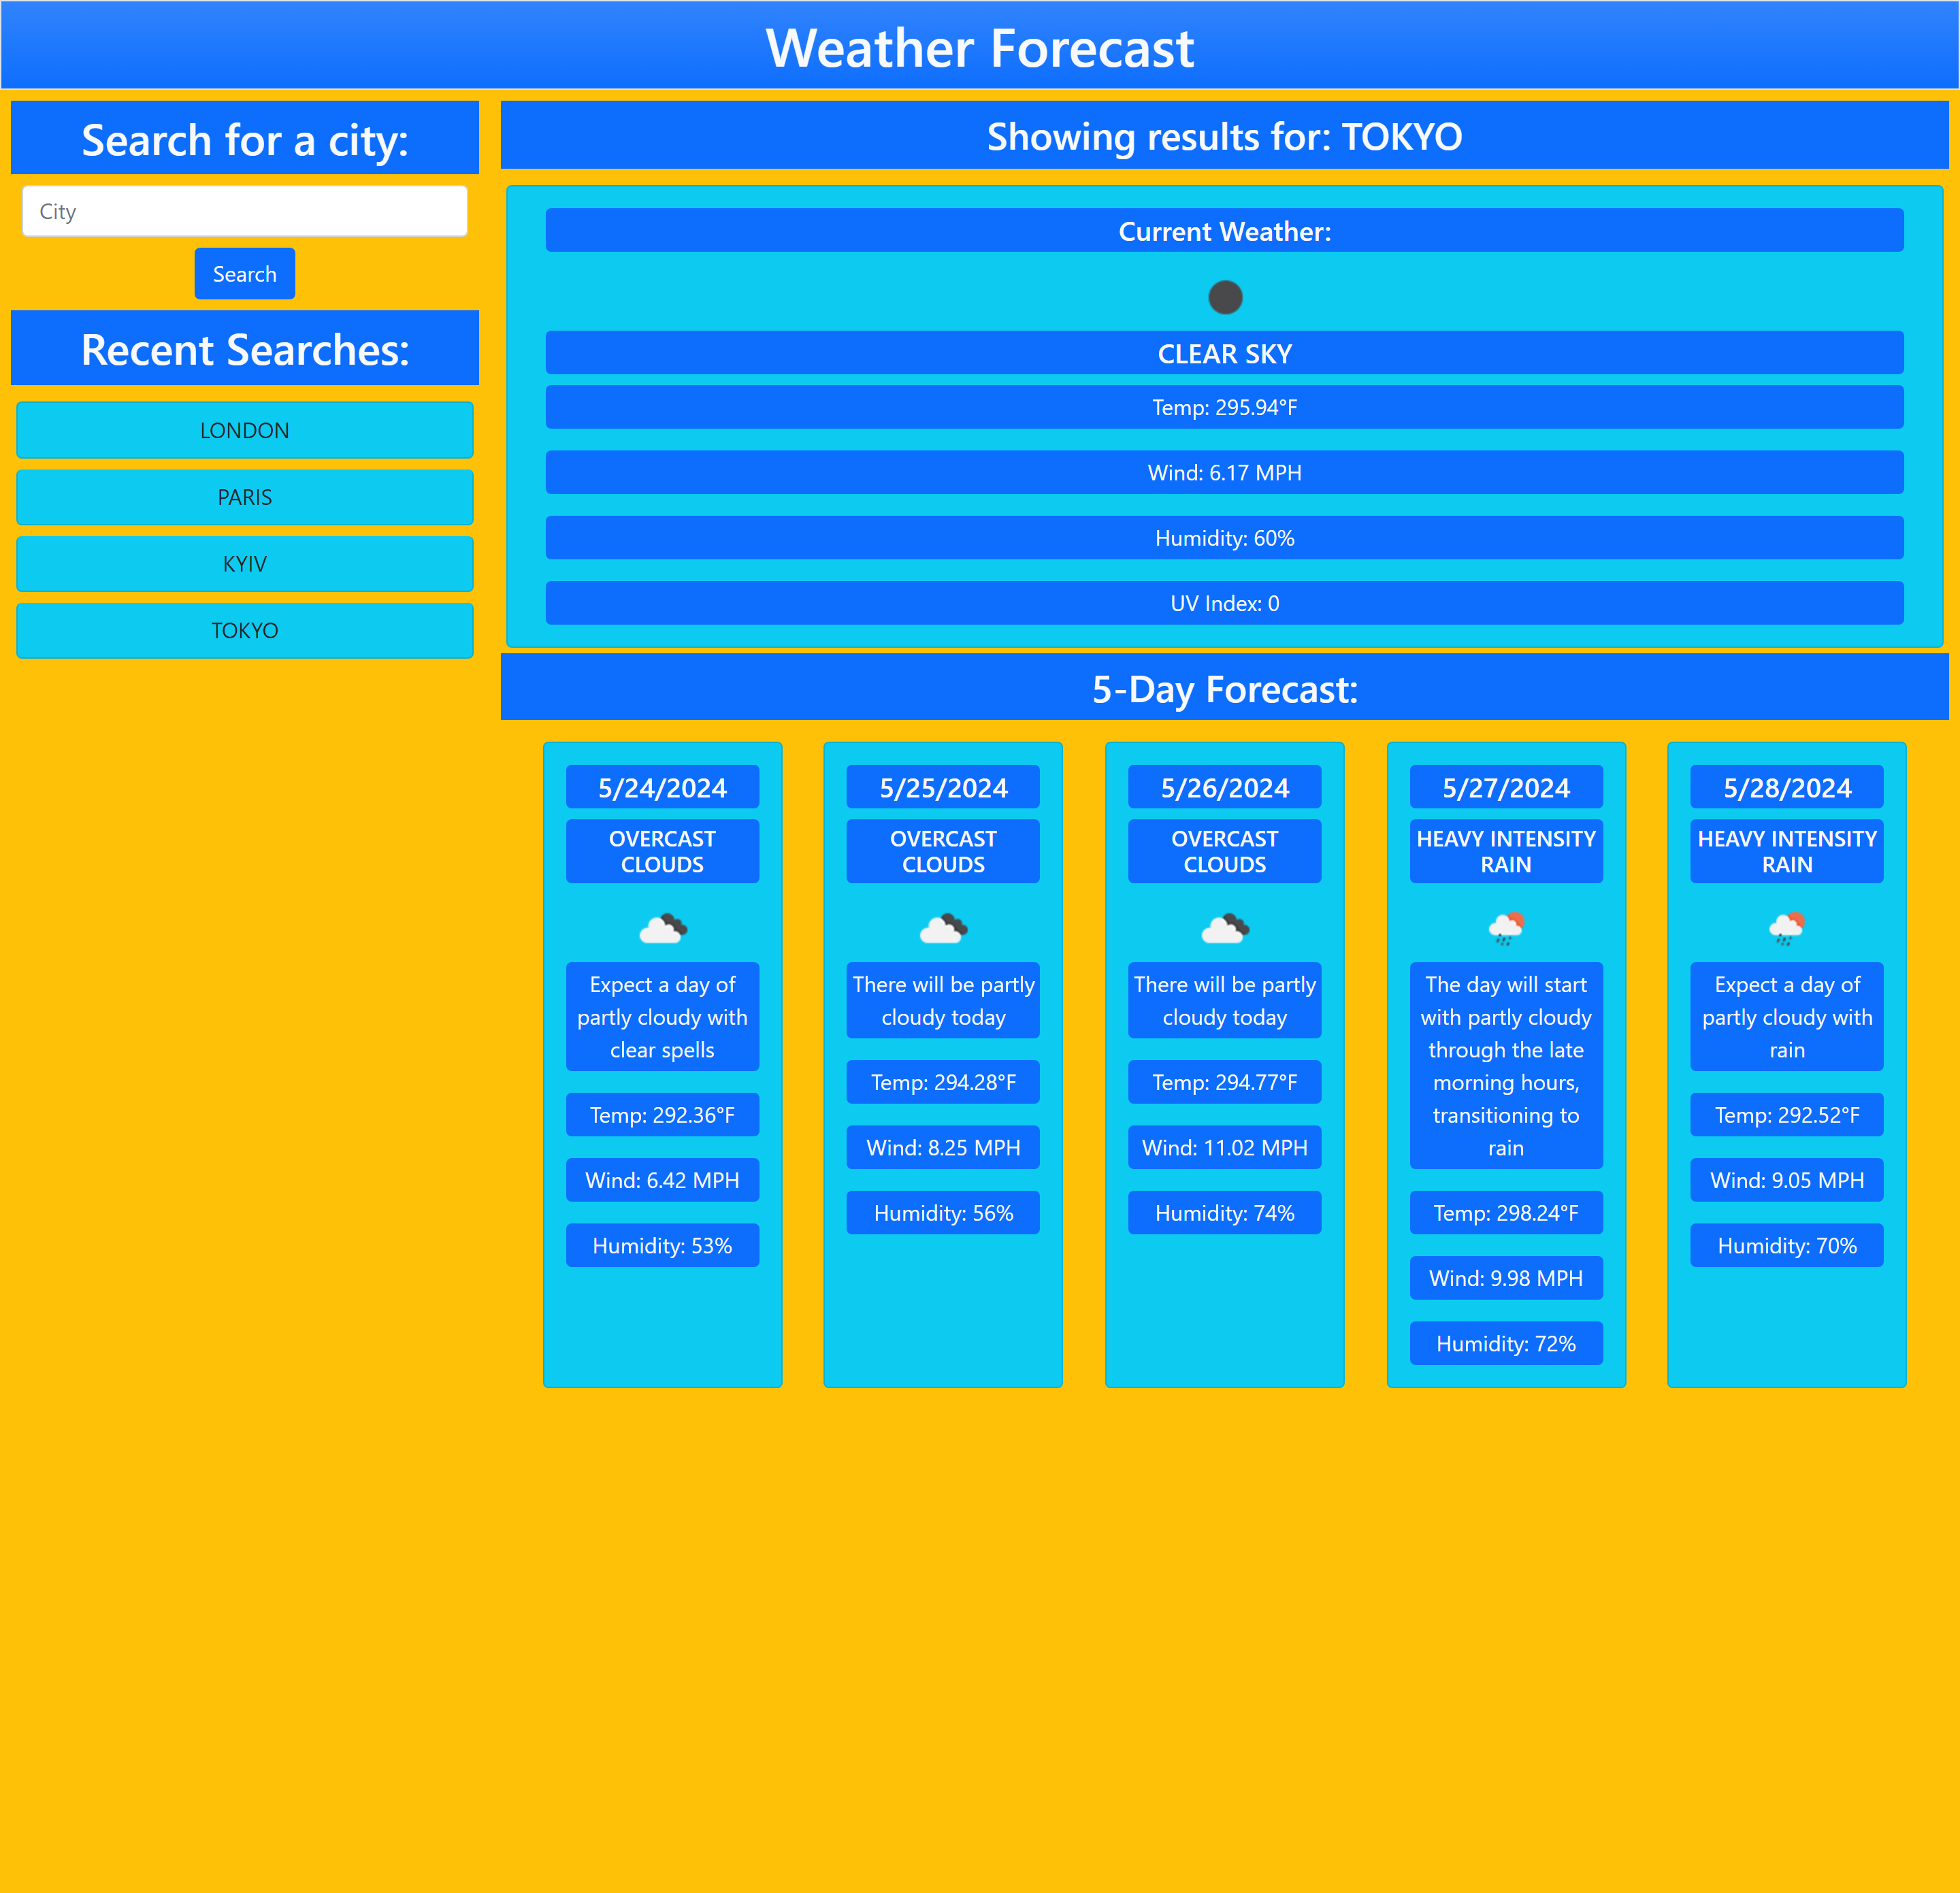 Weather Forecast
Search for a city:
City
Search
Recent Searches:
LONDON
PARIS
KYIV
TOKYO
Showing results for: TOKYO
Current Weather:
CLEAR SKY
Temp: 295.94°F
Wind: 6.17 MPH
Humidity: 60%
UV Index: 0
5-Day Forecast:
5/24/2024
OVERCAST
CLOUDS
Expect a day of
partly cloudy with
clear spells
Temp: 292.36°F
Wind: 6.42 MPH
Humidity: 53%
5/25/2024
OVERCAST
CLOUDS
There will be partly
cloudy today
Temp: 294.28°F
Wind: 8.25 MPH
Humidity: 56%
5/26/2024
OVERCAST
CLOUDS
There will be partly
cloudy today
Temp: 294.77°F
Wind: 11.02 MPH
Humidity: 74%
5/27/2024
HEAVY INTENSITY
RAIN
The day will start
with partly cloudy
through the late
morning hours,
transitioning to
rain
Temp: 298.24°F
Wind: 9.98 MPH
Humidity: 72%
5/28/2024
HEAVY INTENSITY
RAIN
Expect a day of
partly cloudy with
rain
Temp: 292.52°F
Wind: 9.05 MPH
Humidity: 70%